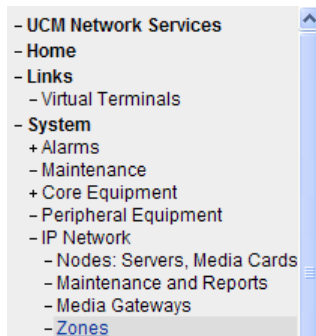 – UCM Network Services
– Home
– Links
– Virtual Terminals
– System
+ Alarms
– Maintenance
+ Core Equipment
– Peripheral Equipment
– IP Network
– Nodes: Servers, Media Cards
– Maintenance and Reports
– Media Gateways
– Zones